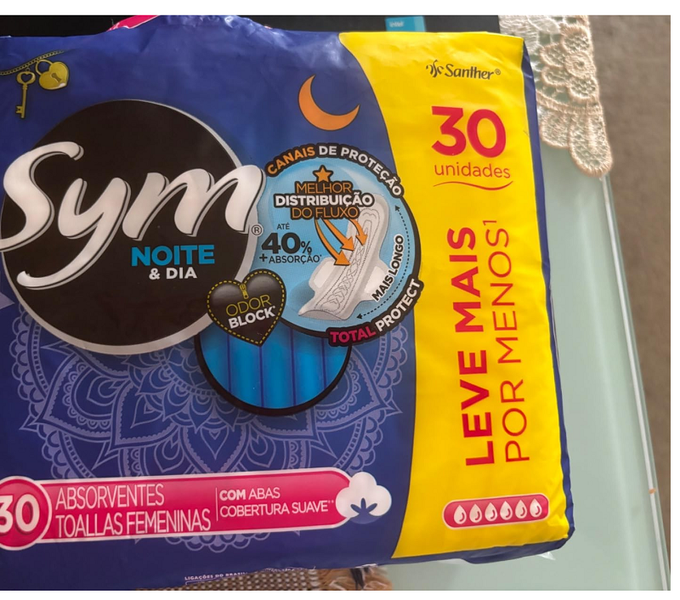 Santher®
30
unidades
LEVE MAIS
POR MENOS¹
Sym®
NOITE
& DIA
CANAIS DE PROTEÇÃO
MELHOR
DISTRIBUIÇÃO
DO FLUXO
ATÉ
40%
+ABSORÇÃO*
MAIS LONGO
TOTAL PROTECT
ODOR
BLOCK*
30
ABSORVENTES
TOALLAS FEMENINAS
COM ABAS
COBERTURA SUAVE**